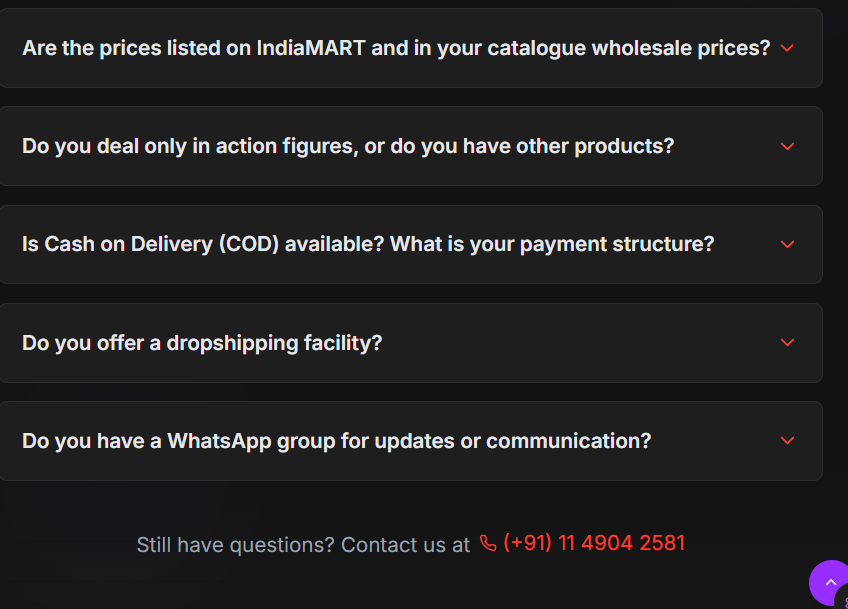 Are the prices listed on IndiaMART and in your catalogue wholesale prices?
Do you deal only in action figures, or do you have other products?
Is Cash on Delivery (COD) available? What is your payment structure?
Do you offer a dropshipping facility?
Do you have a WhatsApp group for updates or communication?
Still have questions? Contact us at (+91) 11 4904 2581